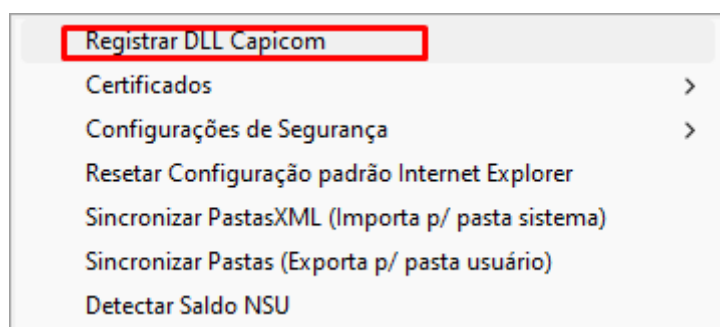 Registrar DLL Capicom
Certificados
Configurações de Segurança
Resetar Configuração padrão Internet Explorer
Sincronizar PastasXML (Importa p/ pasta sistema)
Sincronizar Pastas (Exporta p/ pasta usuário)
Detectar Saldo NSU